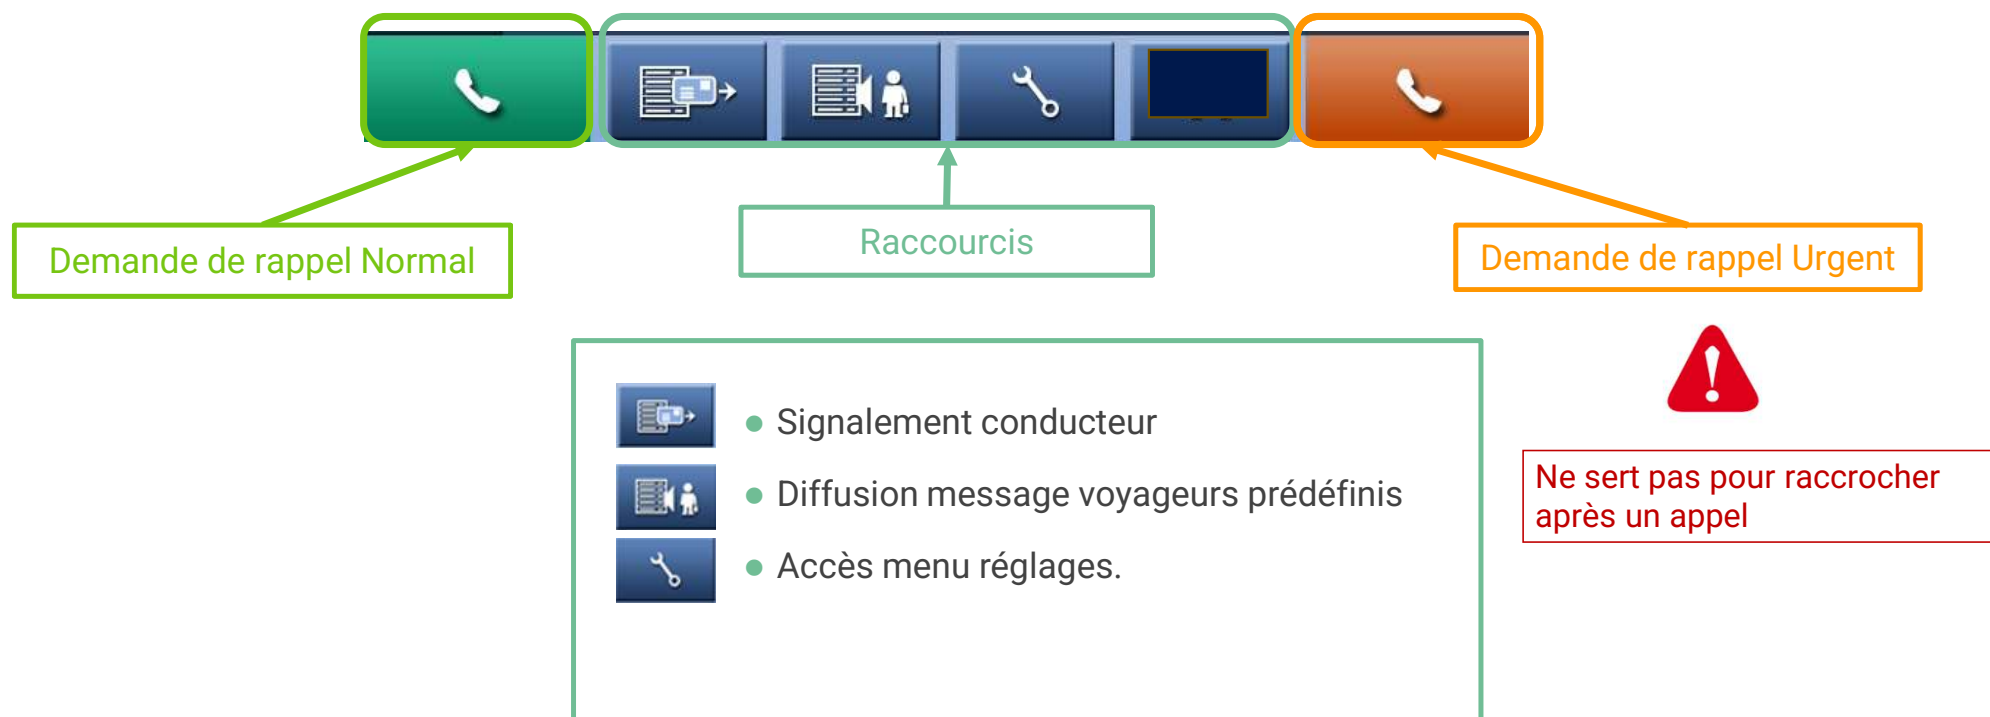 Demande de rappel Normal
Raccourcis
Demande de rappel Urgent
Signalement conducteur
Diffusion message voyageurs prédéfinis
Accès menu réglages.
Ne sert pas pour raccrocher
après un appel